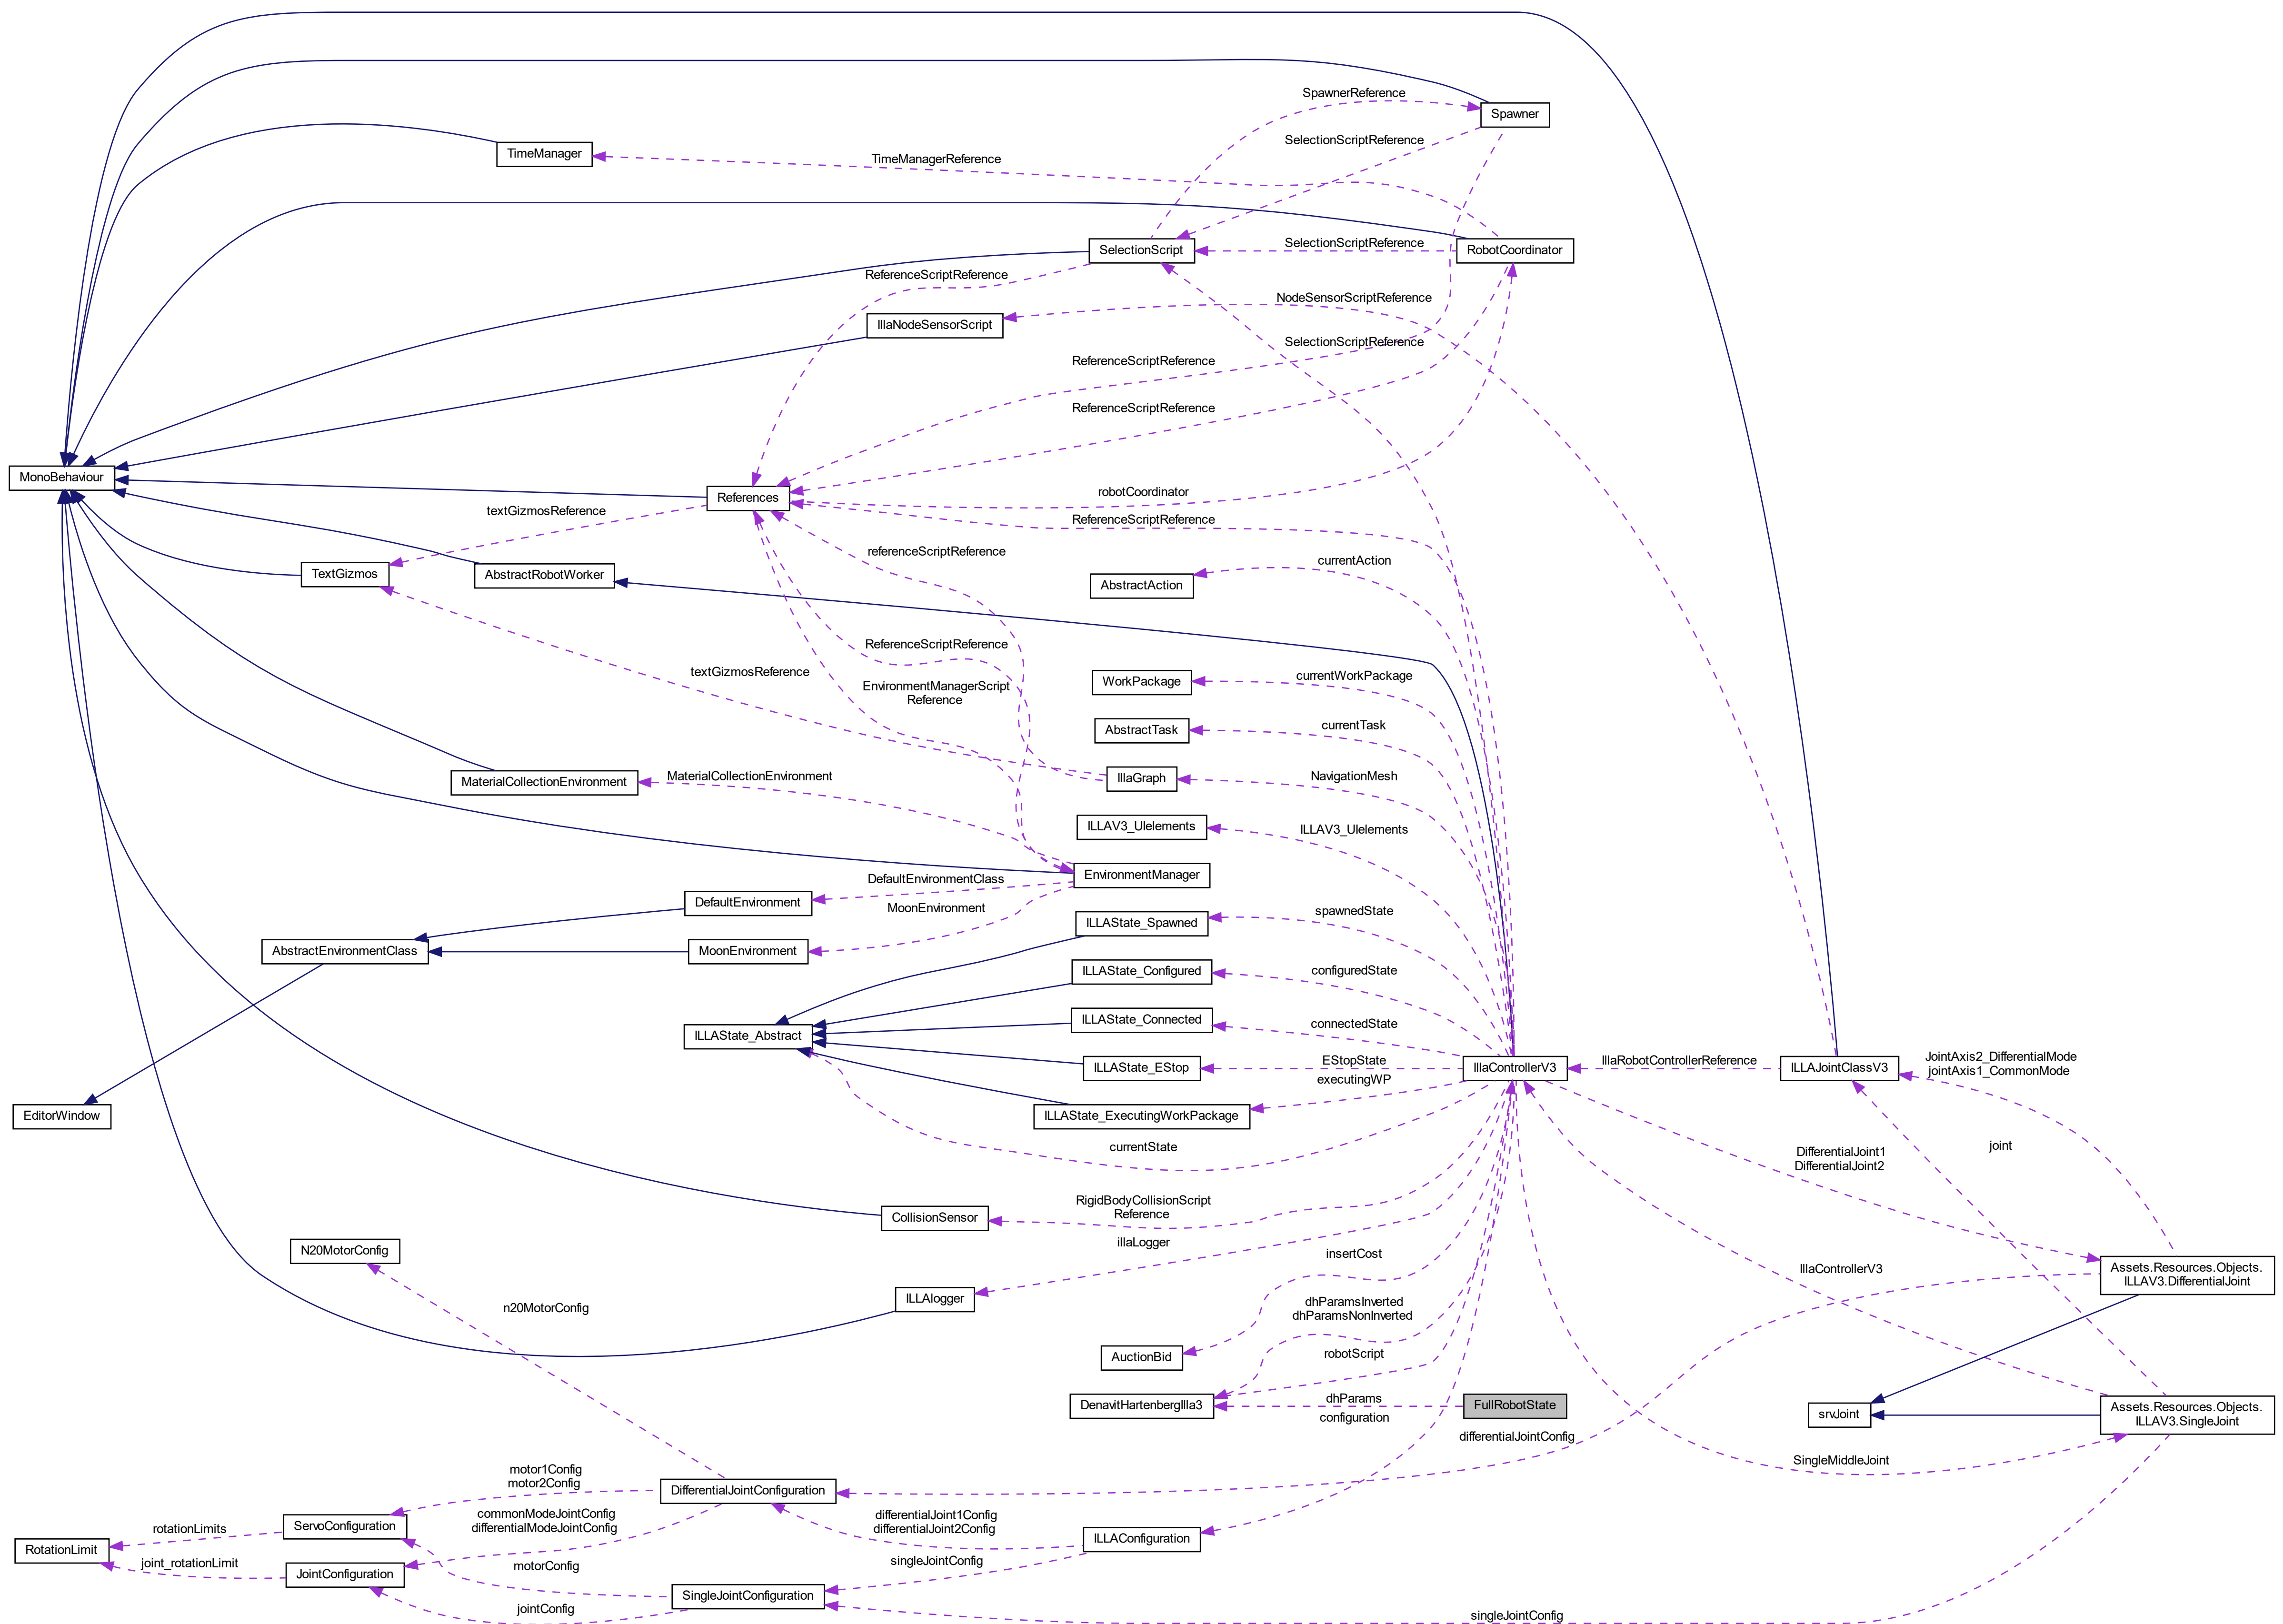 SpawnerReference
Spawner
SelectionScriptReference
TimeManager
TimeManagerReference
SelectionScript
SelectionScriptReference
RobotCoordinator
ReferenceScriptReference
NodeSensorScriptReference
IllaNodeSensorScript
SelectionScriptReference
ReferenceScriptReference
ReferenceScriptReference
MonoBehaviour
References
robotCoordinator
textGizmosReference
ReferenceScriptReference
referenceScriptReference
currentAction
TextGizmos
AbstractRobotWorker
AbstractAction
ReferenceScriptReference
textGizmosReference
WorkPackage
currentWorkPackage
EnvironmentManagerScript
Reference
AbstractTask
currentTask
MaterialCollectionEnvironment
MaterialCollectionEnvironment
IllaGraph
NavigationMesh
ILLAV3_UIelements
ILLAV3_UIelements
DefaultEnvironmentClass
EnvironmentManager
DefaultEnvironment
MoonEnvironment
ILLAState_Spawned
spawnedState
AbstractEnvironmentClass
MoonEnvironment
ILLAState_Configured
configuredState
ILLAState_Abstract
ILLAState_Connected
connectedState
ILLAState_EStop
EStopState
IllaControllerV3
IllaRobotControllerReference
ILLAJointClassV3
JointAxis2_DifferentialMode
jointAxis1_CommonMode
executingWP
EditorWindow
ILLAState_ExecutingWorkPackage
currentState
joint
DifferentialJoint1
DifferentialJoint2
RigidBodyCollisionScript
Reference
CollisionSensor
N20MotorConfig
illaLogger
insertCost
IllaControllerV3
Assets.Resources.Objects.
ILLAV3.DifferentialJoint
ILLAlogger
n20MotorConfig
dhParamsInverted
dhParamsNonInverted
AuctionBid
robotScript
DenavitHartenbergIlla3
dhParams
configuration
FullRobotState
srvJoint
Assets.Resources.Objects.
ILLAV3.SingleJoint
differentialJointConfig
SingleMiddleJoint
motor1Config
motor2Config
DifferentialJointConfiguration
rotationLimits
ServoConfiguration
commonModeJointConfig
differentialModeJointConfig
differentialJoint1Config
differentialJoint2Config
ILLAConfiguration
RotationLimit
joint_rotationLimit
JointConfiguration
motorConfig
singleJointConfig
SingleJointConfiguration
jointConfig
singleJointConfig